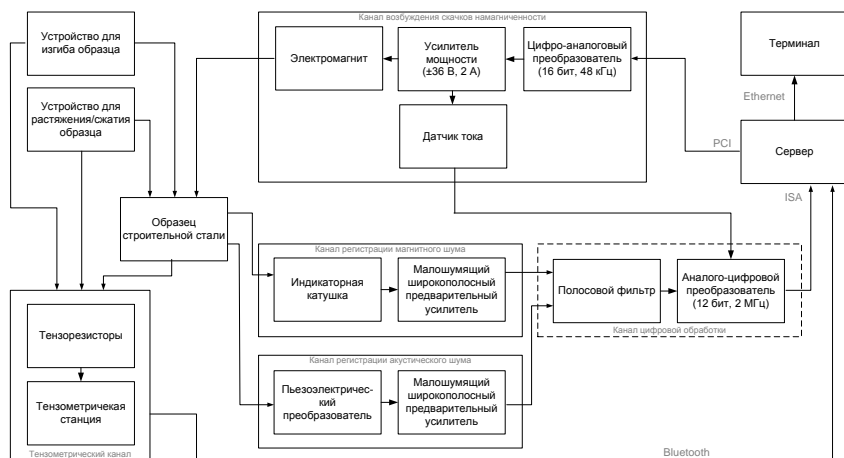 Канал возбуждения скачков намагниченности
Устройство для
изгиба образца
Электромагнит
Усилитель
мощности
(±36 В, 2 А)
Цифро-аналоговый
преобразователь
(16 бит, 48 кГц)
Терминал
Ethernet
Устройство для
растяжения/сжатия
образца
Датчик тока
PCI
Сервер
ISA
Образец
строительной стали
Канал регистрации магнитного шума
Индикаторная
катушка
Малошумящий
широкополосный
предварительный
усилитель
Полосовой фильтр
Аналого-цифровой
преобразователь
(12 бит, 2 МГц)
Канал цифровой обработки
Тензорезисторы
Канал регистрации акустического шума
Пьезоэлектричес-
кий
преобразователь
Малошумящий
широкополосный
предварительный
усилитель
Тензометричекая
станция
Тензометрический канал
Bluetooth